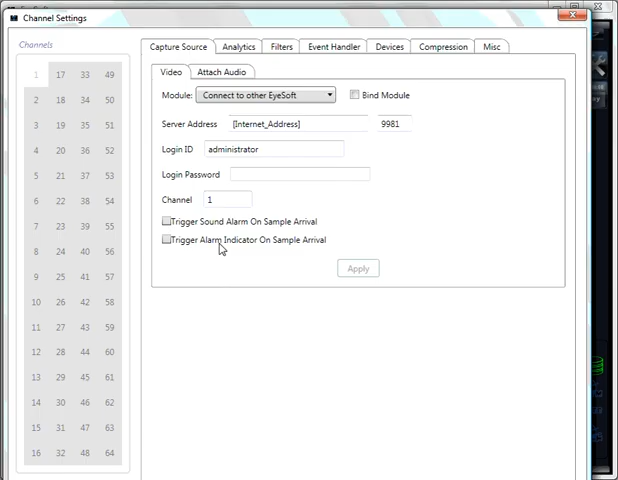 Channel Settings
Channels
Capture Source Analytics Filters Event Handler Devices Compression Misc
Video Attach Audio
Module: Connect to other EyeSoft Bind Module
Server Address [Internet_Address] 9981
Login ID administrator
Login Password
Channel 1
Trigger Sound Alarm On Sample Arrival
Trigger Alarm Indicator On Sample Arrival
Apply
1 17 33 49
2 18 34 50
3 19 35 51
4 20 36 52
5 21 37 53
6 22 38 54
7 23 39 55
8 24 40 56
9 25 41 57
10 26 42 58
11 27 43 59
12 28 44 60
13 29 45 61
14 30 46 62
15 31 47 63
16 32 48 64